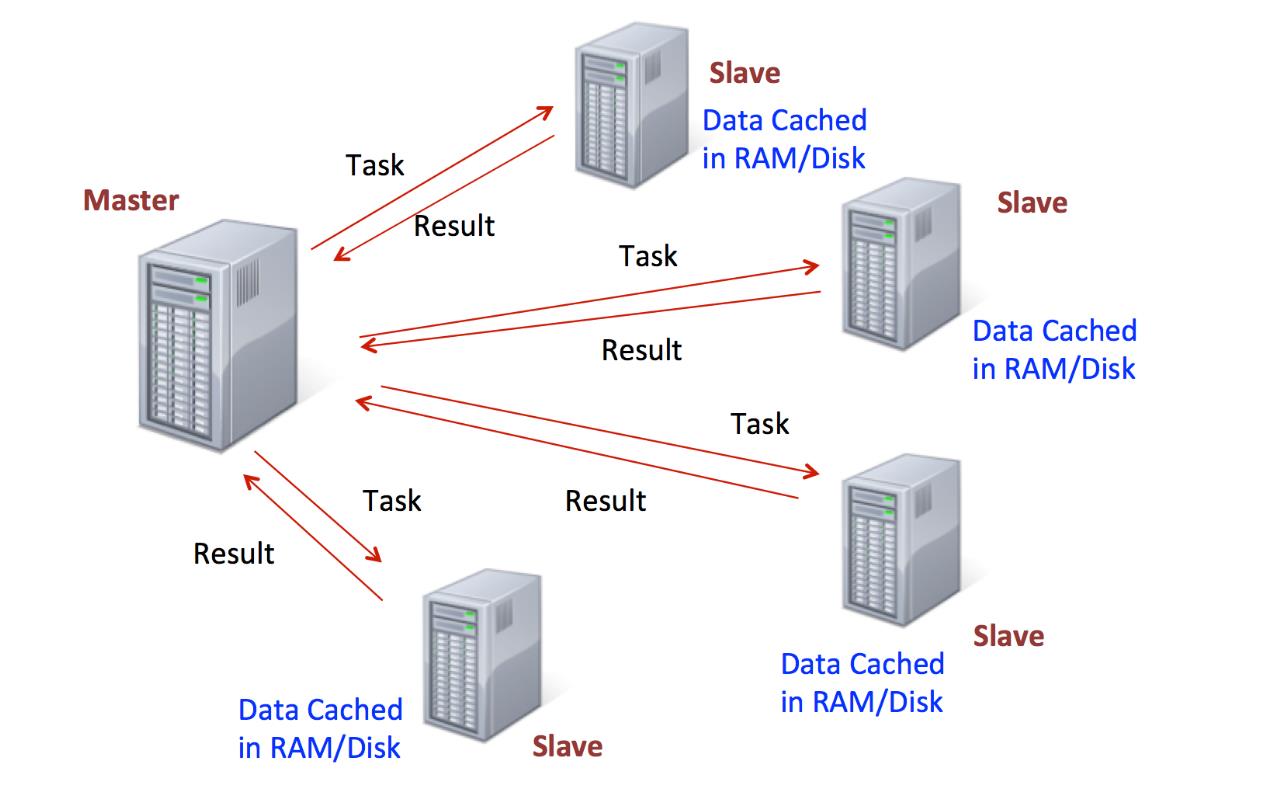 Slave
Data Cached
in RAM/Disk
Task
Master
Result
Slave
Task
Data Cached
in RAM/Disk
Result
Task
Result
Task
Result
Slave
Data Cached
in RAM/Disk
Data Cached
in RAM/Disk
Slave